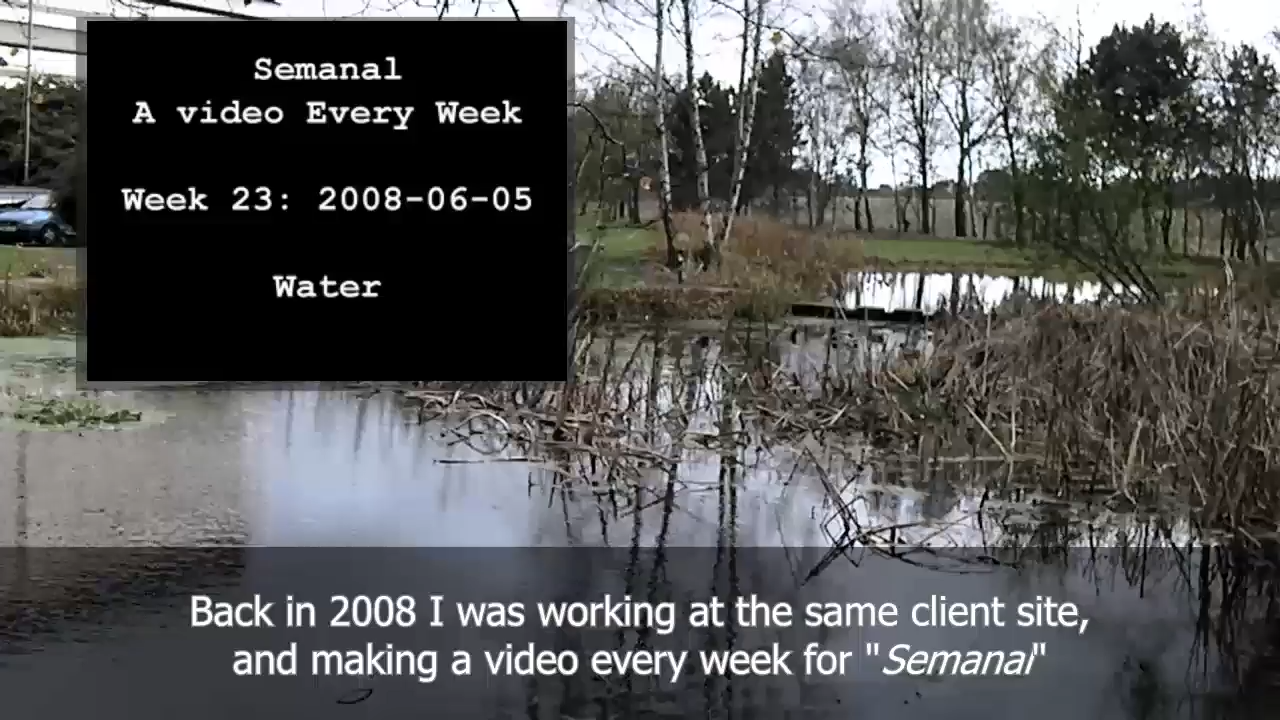 Semanal
A video Every Week
Week 23: 2008-06-05
Water
Back in 2008 I was working at the same client site,
and making a video every week for "Semanal"